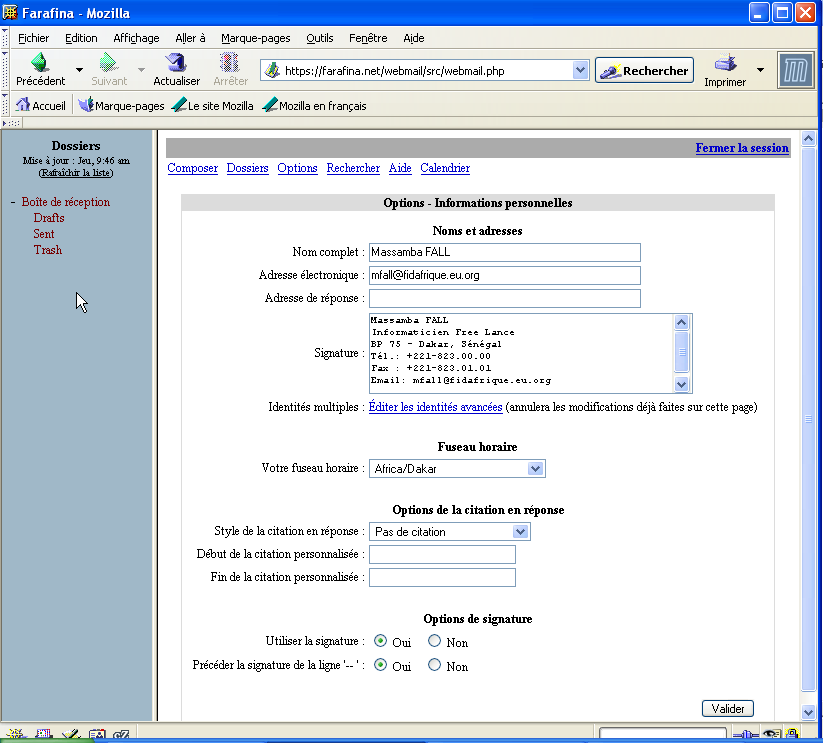 Farafina - Mozilla
Fichier Edition Affichage Aller à Marque-pages Outils Fenêtre Aide
Précédent Suivant Actualiser Arrêter https://farafina.net/webmail/src/webmail.php Rechercher Imprimer
Accueil Marque-pages Le site Mozilla Mozilla en français
Dossiers
Mise à jour : Jeu, 9:46 am
(Rafraîchir la liste)
- Boîte de réception
Drafts
Sent
Trash
Fermer la session
Composer Dossiers Options Rechercher Aide Calendrier
Options - Informations personnelles
Noms et adresses
Nom complet : Massamba FALL
Adresse électronique : mfall@fidafrique.eu.org
Adresse de réponse :
Signature :
Massamba FALL
Informaticien Free Lance
BP 75 - Dakar, Sénégal
Tél.: +221-823.00.00
Fax : +221-823.01.01
Email: mfall@fidafrique.eu.org
Identités multiples : Éditer les identités avancées (annulera les modifications déjà faites sur cette page)
Fuseau horaire
Votre fuseau horaire : Africa/Dakar
Options de la citation en réponse
Style de la citation en réponse : Pas de citation
Début de la citation personnalisée :
Fin de la citation personnalisée :
Options de signature
Utiliser la signature : Oui Non
Précéder la signature de la ligne '-- ' : Oui Non
Valider